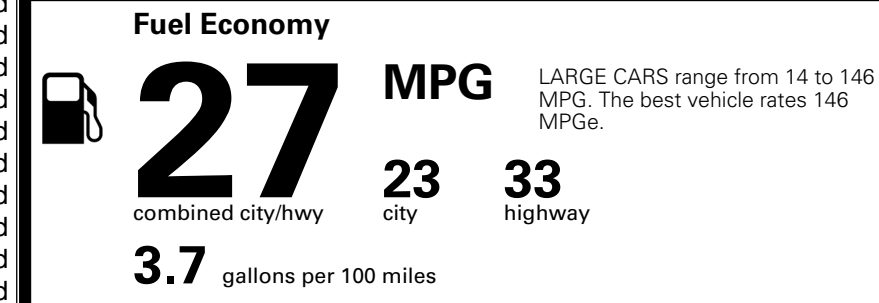 Fuel Economy
27 MPG
LARGE CARS range from 14 to 146
MPG. The best vehicle rates 146
MPGe.
23 33
combined city/hwy city highway
3.7 gallons per 100 miles
d
d
d
d
d
d
d
d
d
d